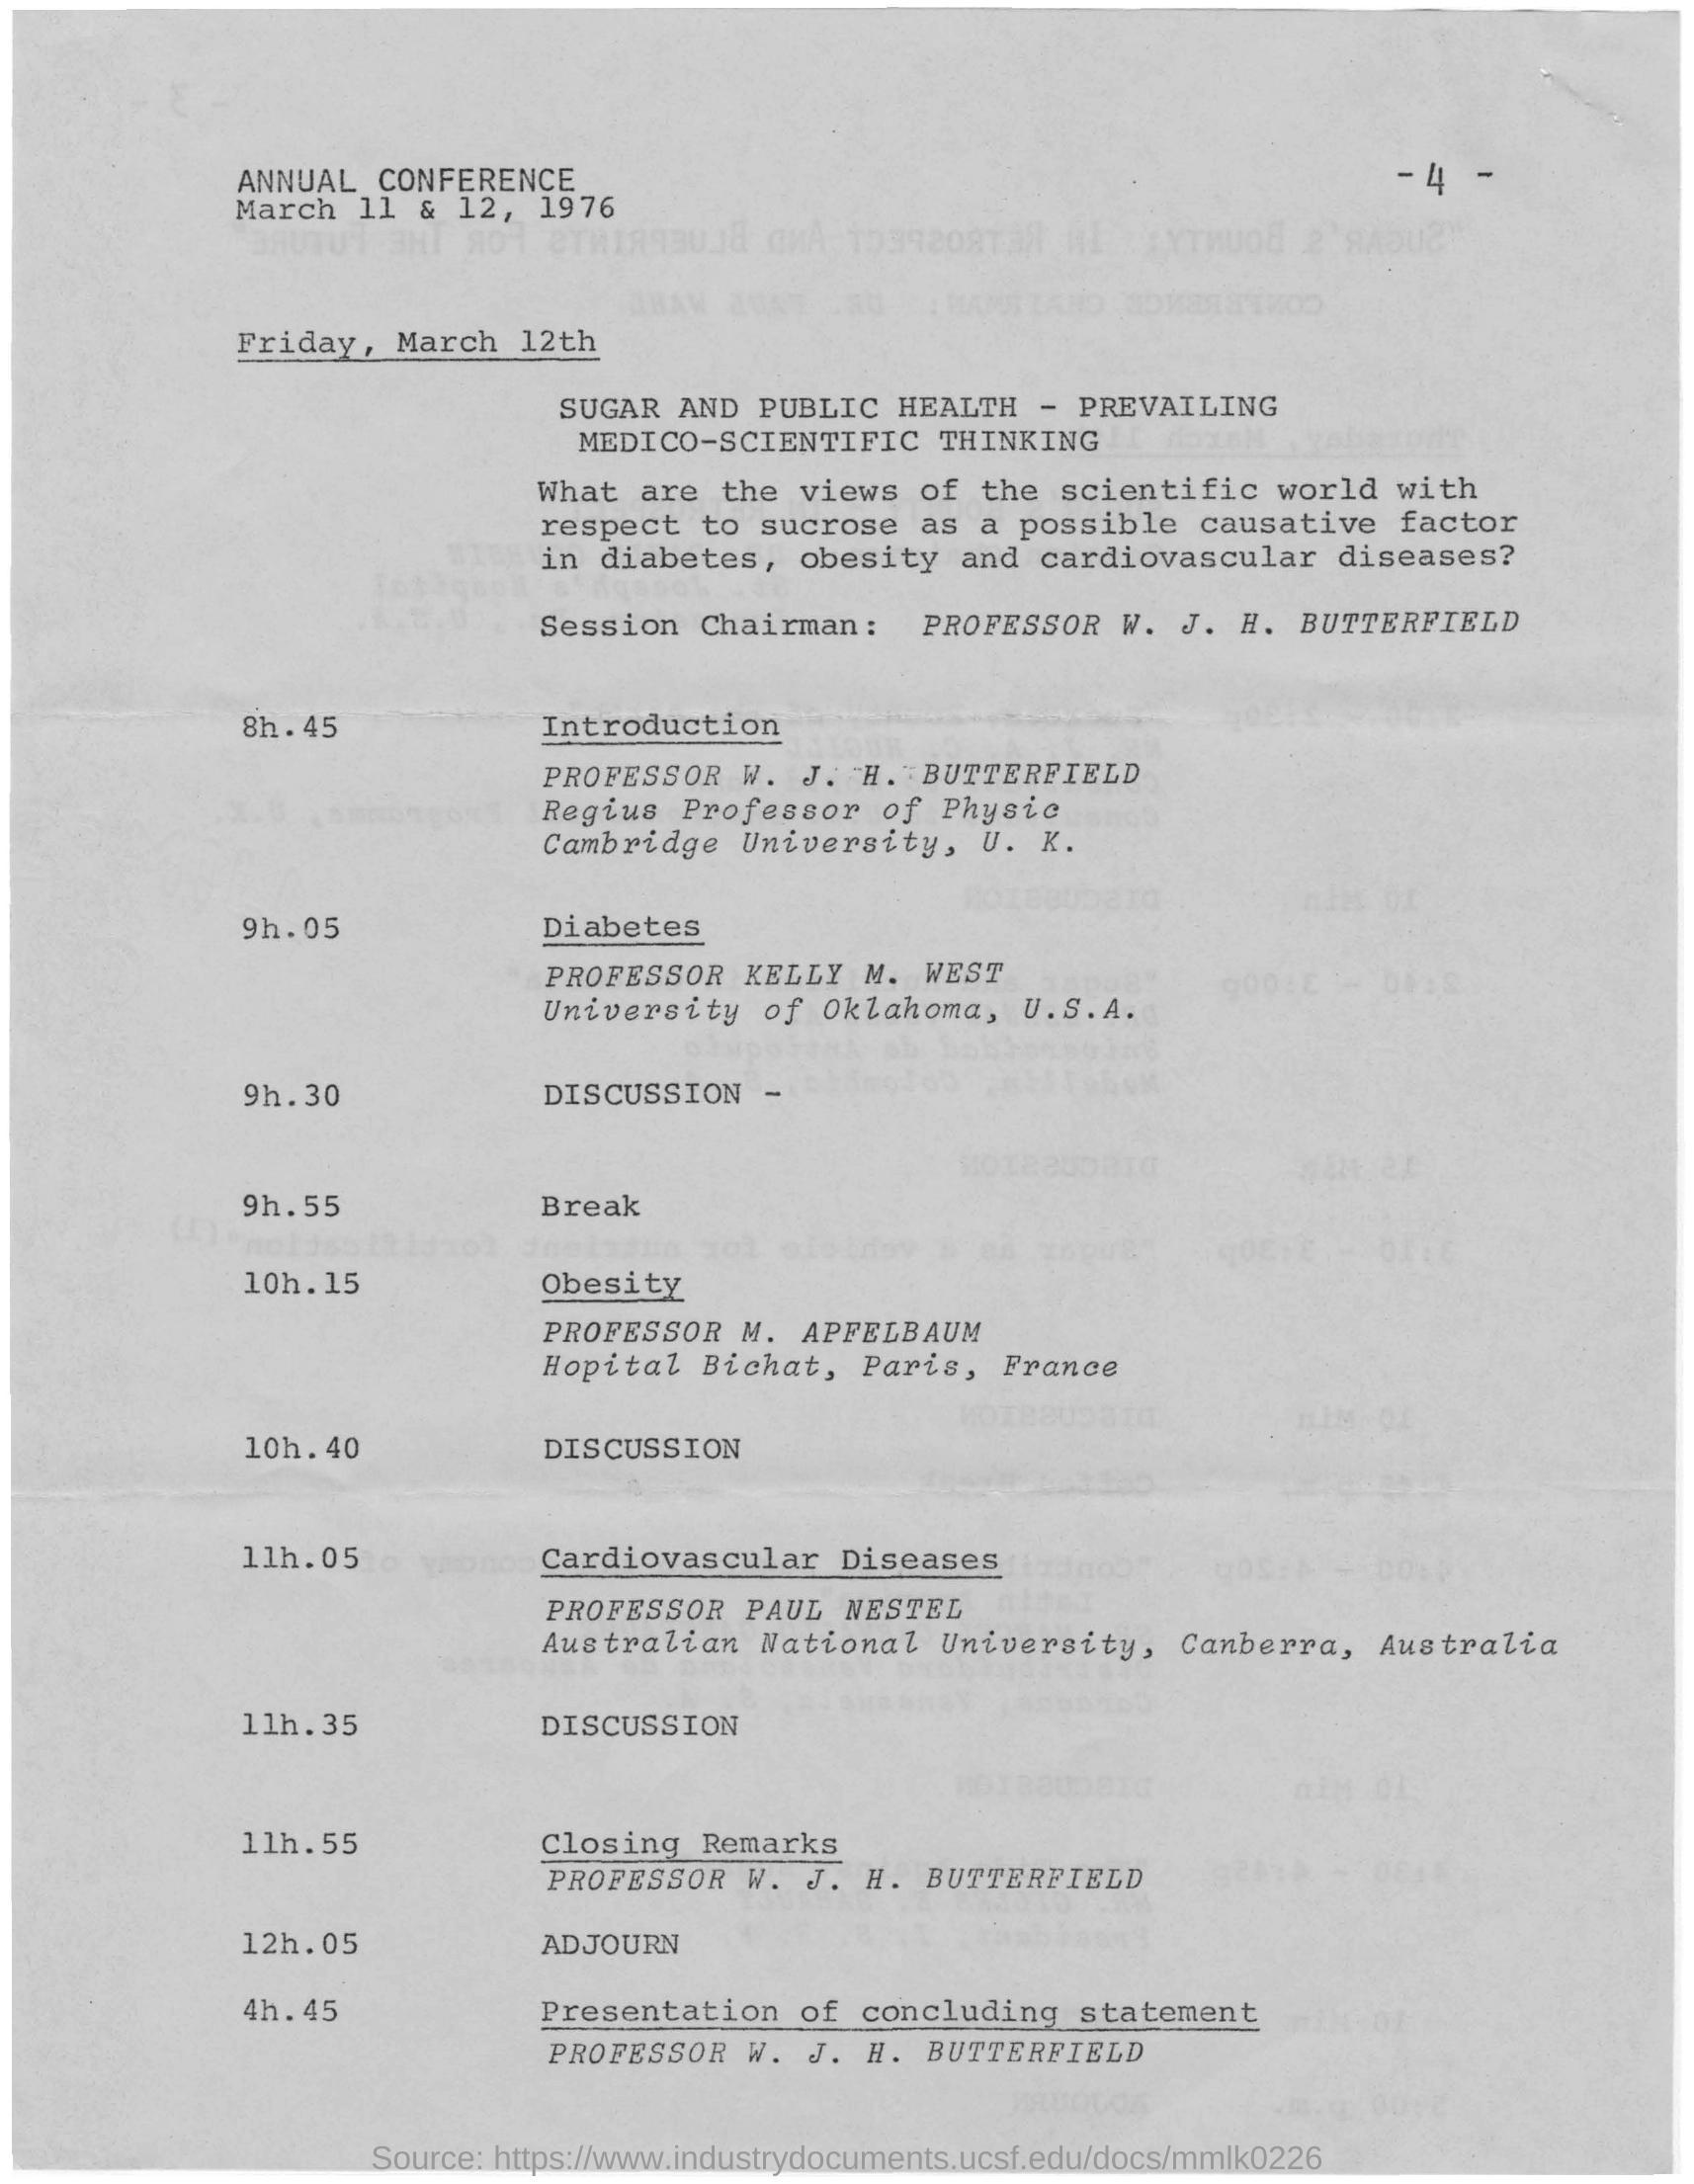 ANNUAL CONFERENCE
- 4 -
March 11 & 12, 1976
Friday, March 12th
SUGAR AND PUBLIC HEALTH - PREVAILING
MEDICO-SCIENTIFIC THINKING
What are the views of the scientific world with
respect to sucrose as a possible causative factor
in diabetes, obesity and cardiovascular diseases?
Session Chairman: PROFESSOR W. J. H. BUTTERFIELD
8h.45 Introduction
PROFESSOR W. J. H. BUTTERFIELD
Regius Professor of Physic
Cambridge University, U. K.
9h.05 Diabetes
PROFESSOR KELLY M. WEST
University of Oklahoma, U.S.A.
9h.30 DISCUSSION -
9h.55 Break
10h.15 Obesity
PROFESSOR M. APFELBAUM
Hopital Bichat, Paris, France
10h.40 DISCUSSION
11h.05 Cardiovascular Diseases
PROFESSOR PAUL NESTEL
Australian National University, Canberra, Australia
11h.35 DISCUSSION
11h.55 Closing Remarks
PROFESSOR W. J. H. BUTTERFIELD
12h.05 ADJOURN
4h.45 Presentation of concluding statement
PROFESSOR W. J. H. BUTTERFIELD
Source: https://www.industrydocuments.ucsf.edu/docs/mmlk0226